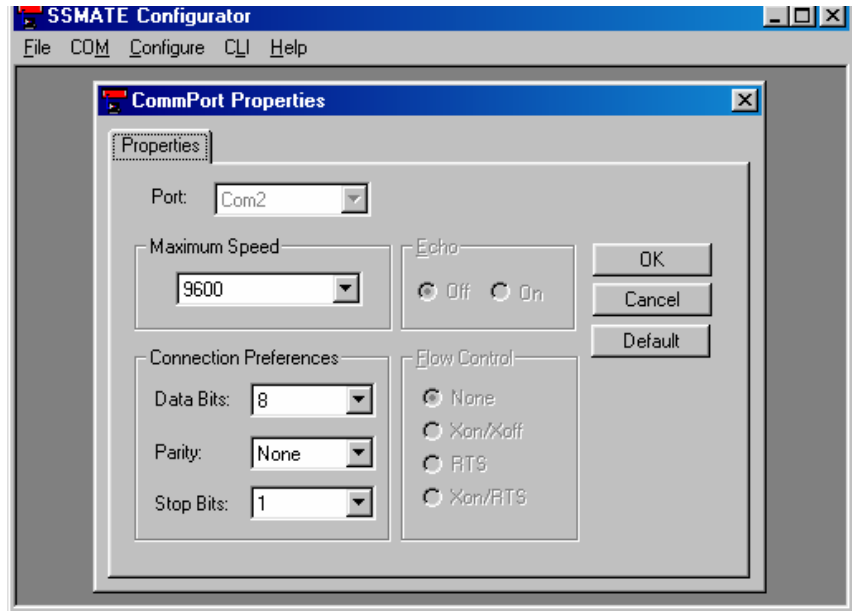 SSMATE Configurator
File COM Configure CLI Help
CommPort Properties
Properties
Port: Com2
Maximum Speed
9600
Echo
Off On
OK
Cancel
Default
Connection Preferences
Data Bits: 8
Parity: None
Stop Bits: 1
Flow Control
None
Xon/Xoff
RTS
Xon/RTS